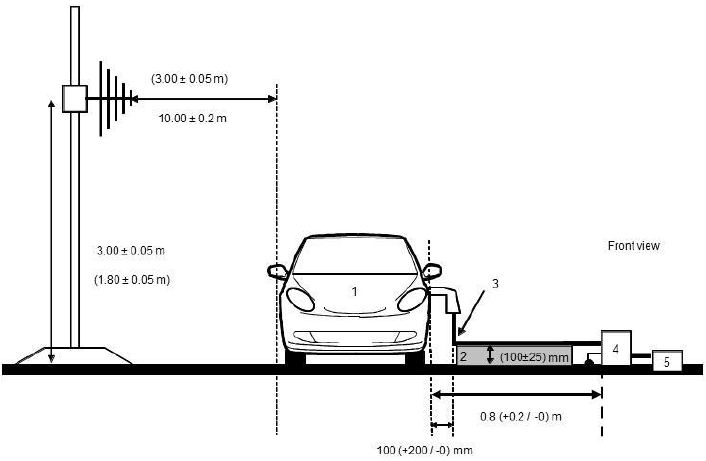 (3.00 ± 0.05 m)
10.00 ± 0.2 m
3.00 ± 0.05 m
(1.80 ± 0.05 m)
Front view
1
3
2
(100±25) mm
4
5
0.8 (+0.2 / -0) m
100 (+200 / -0) mm